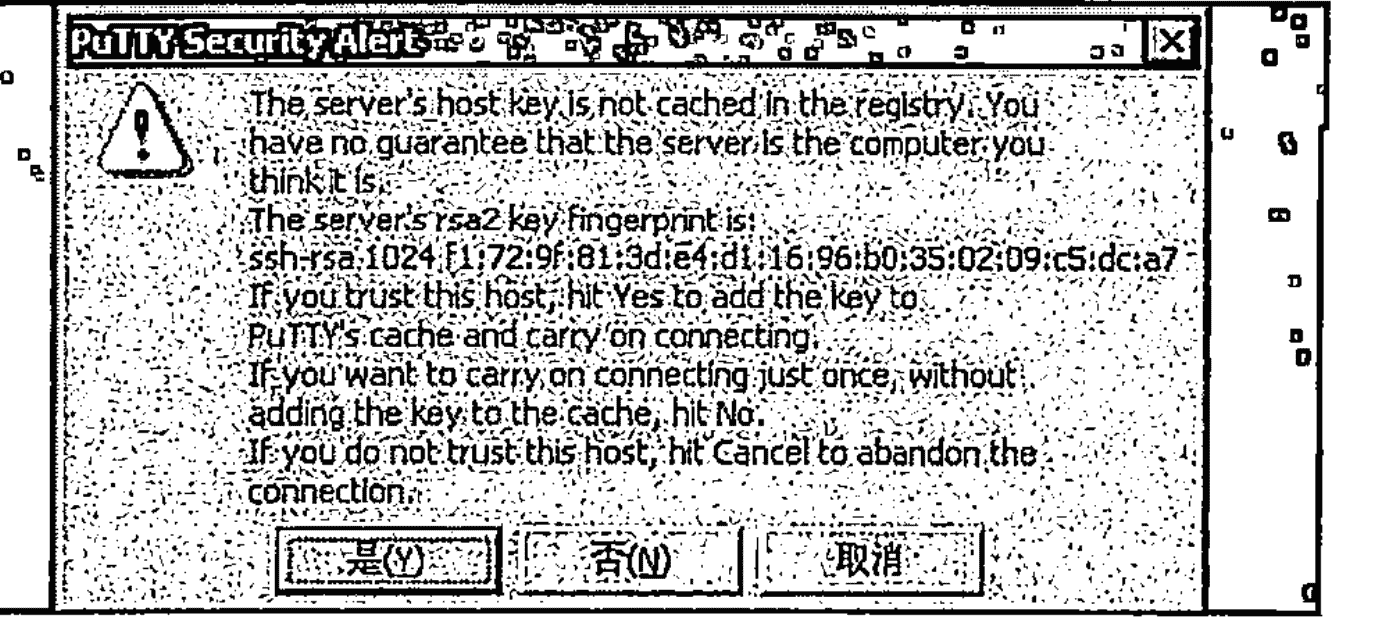 PuTTY Security Alert
The server's host key is not cached in the registry. You
have no guarantee that the server is the computer you
think it is.
The server's rsa2 key fingerprint is:
ssh-rsa 1024 f1:72:9f:81:3d:e4:d1:16:96:b0:35:02:09:c5:dc:a7
If you trust this host, hit Yes to add the key to
PuTTY's cache and carry on connecting.
If you want to carry on connecting just once, without
adding the key to the cache, hit No.
If you do not trust this host, hit Cancel to abandon the
connection.
是(Y) 否(N) 取消